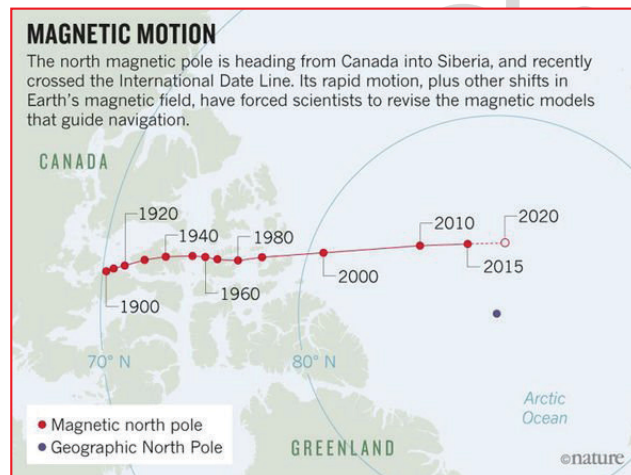 MAGNETIC MOTION
The north magnetic pole is heading from Canada into Siberia, and recently
crossed the International Date Line. Its rapid motion, plus other shifts in
Earth's magnetic field, have forced scientists to revise the magnetic models
that guide navigation.
CANADA
1920
1940
1980
2010
2020
1900
1960
2000
2015
70° N
80° N
Arctic
Ocean
Magnetic north pole
Geographic North Pole
GREENLAND
©nature